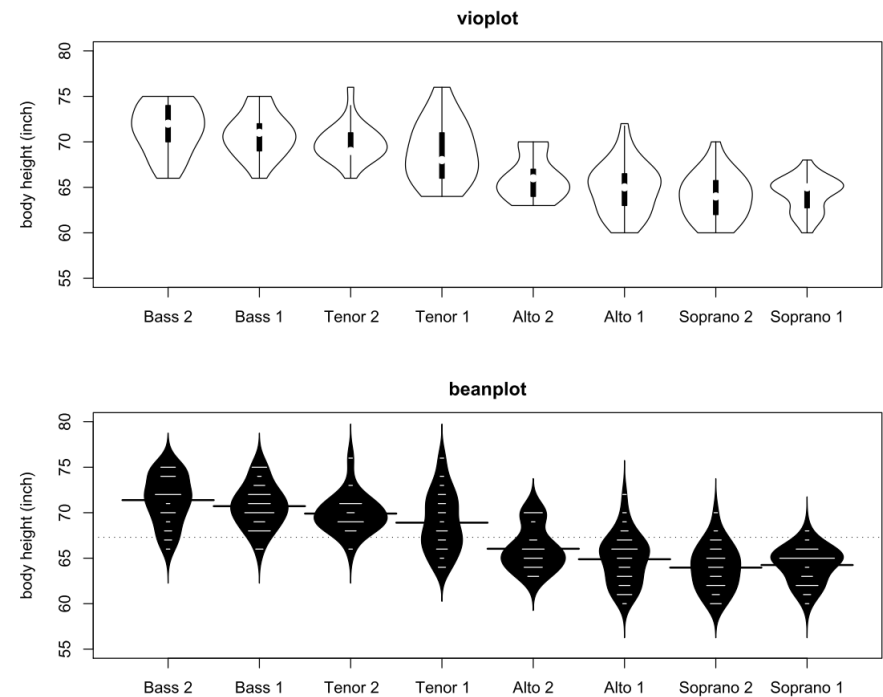 vioplot
body height (inch)
80
75
70
65
60
55
Bass 2 Bass 1 Tenor 2 Tenor 1 Alto 2 Alto 1 Soprano 2 Soprano 1
beanplot
body height (inch)
80
75
70
65
60
55
Bass 2 Bass 1 Tenor 2 Tenor 1 Alto 2 Alto 1 Soprano 2 Soprano 1